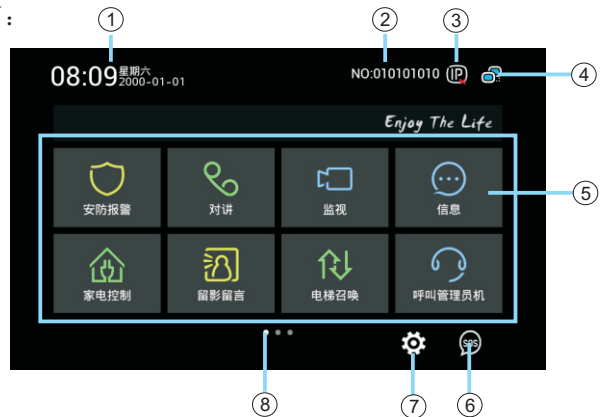 :
① ② ③
08:09 星期六
2000-01-01
NO:010101010 IP
④
Enjoy The Life
安防报警 对讲 监视 信息
⑤
家电控制 留影留言 电梯召唤 呼叫管理员机
SOS
⑧ ⑦ ⑥